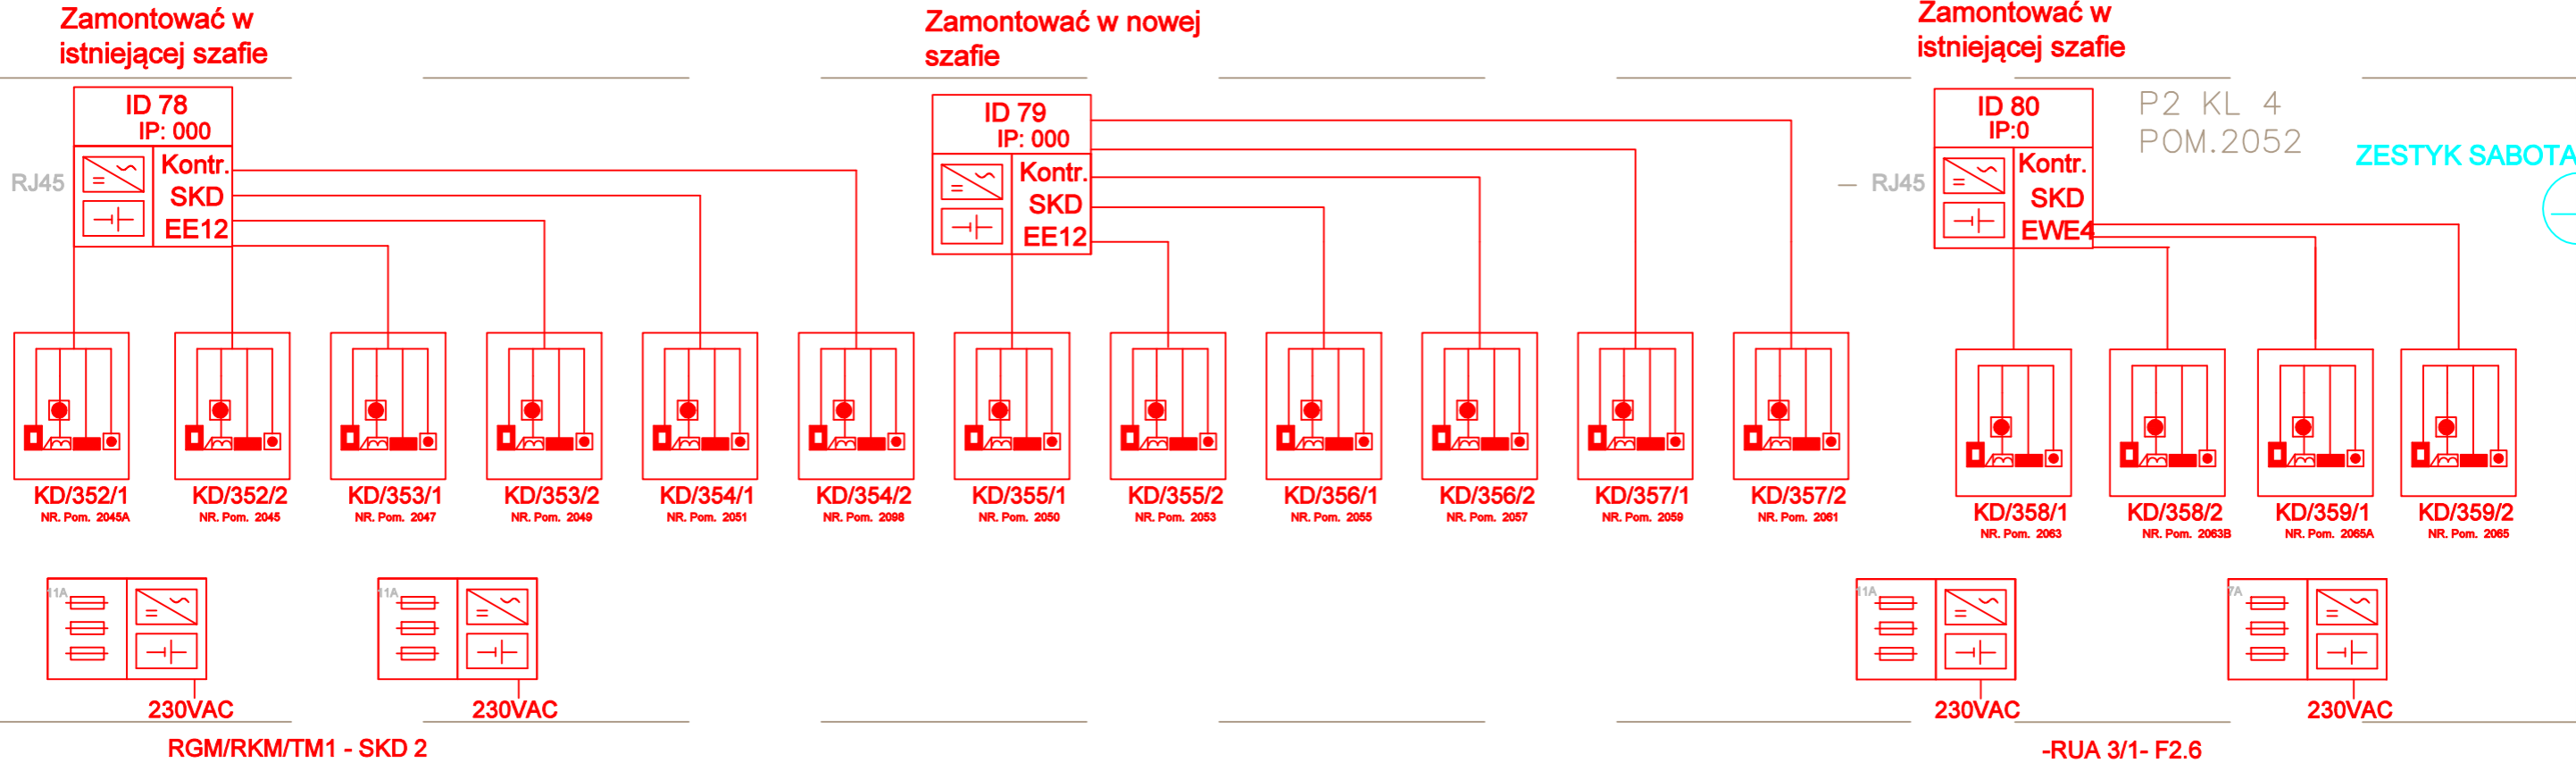 Zamontować w
istniejącej szafie
Zamontować w nowej
szafie
Zamontować w
istniejącej szafie
ID 78
IP: 000
RJ45
Kontr.
SKD
EE12
ID 79
IP: 000
Kontr.
SKD
EE12
ID 80
IP:0
RJ45
Kontr.
SKD
EWE4
P2 KL 4
POM.2052
ZESTYK SABOTA
KD/352/1
NR. Pom. 2045A
KD/352/2
NR. Pom. 2045
KD/353/1
NR. Pom. 2047
KD/353/2
NR. Pom. 2049
KD/354/1
NR. Pom. 2051
KD/354/2
NR. Pom. 2098
KD/355/1
NR. Pom. 2050
KD/355/2
NR. Pom. 2053
KD/356/1
NR. Pom. 2055
KD/356/2
NR. Pom. 2057
KD/357/1
NR. Pom. 2059
KD/357/2
NR. Pom. 2061
KD/358/1
NR. Pom. 2063
KD/358/2
NR. Pom. 2063B
KD/359/1
NR. Pom. 2065A
KD/359/2
NR. Pom. 2065
11A
230VAC
11A
230VAC
11A
230VAC
7A
230VAC
RGM/RKM/TM1 - SKD 2
-RUA 3/1- F2.6